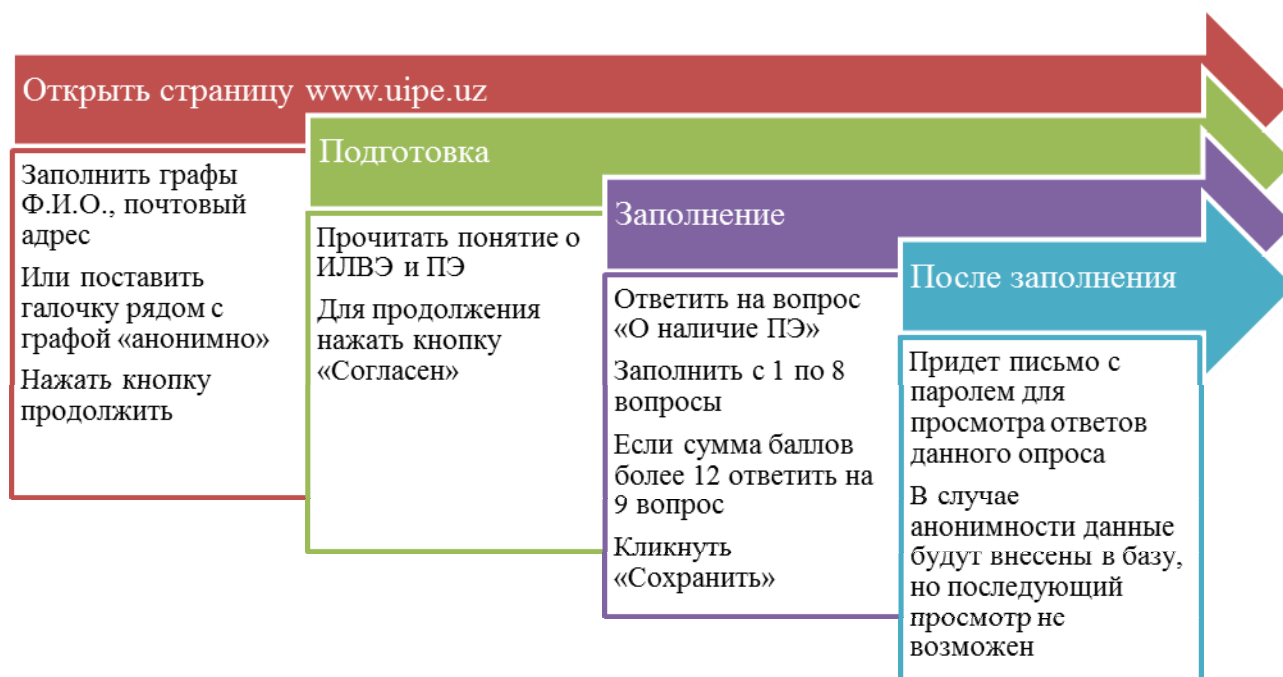 Открыть страницу www.uipe.uz
Заполнить графы
Ф.И.О., почтовый
адрес
Или поставить
галочку рядом с
графой «анонимно»
Нажать кнопку
продолжить
Подготовка
Прочитать понятие о
ИЛВЭ и ПЭ
Для продолжения
нажать кнопку
«Согласен»
Заполнение
Ответить на вопрос
«О наличие ПЭ»
Заполнить с 1 по 8
вопросы
Если сумма баллов
более 12 ответить на
9 вопрос
Кликнуть
«Сохранить»
После заполнения
Придет письмо с
паролем для
просмотра ответов
данного опроса
В случае
анонимности данные
будут внесены в базу,
но последующий
просмотр не
возможен